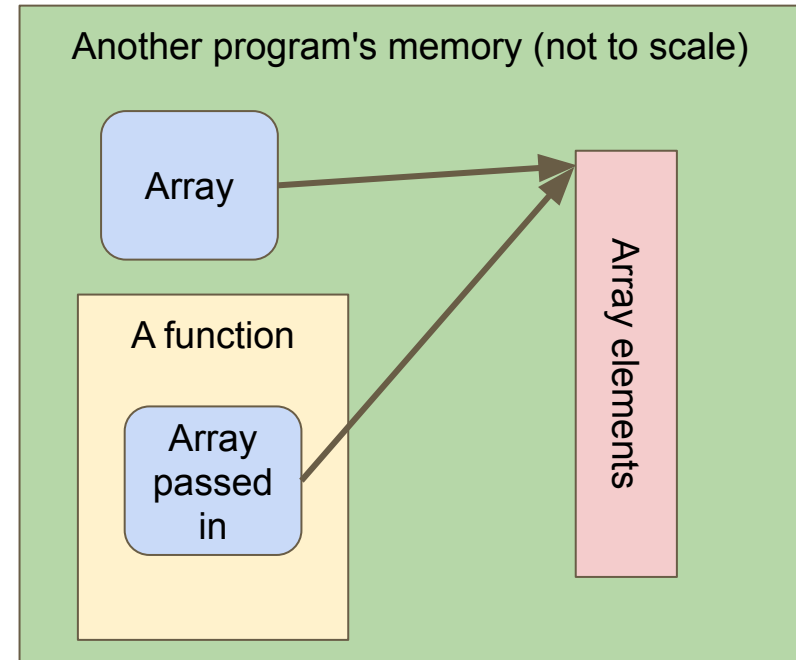 Another program's memory (not to scale)
Array
Array elements
A function
Array
passed
in